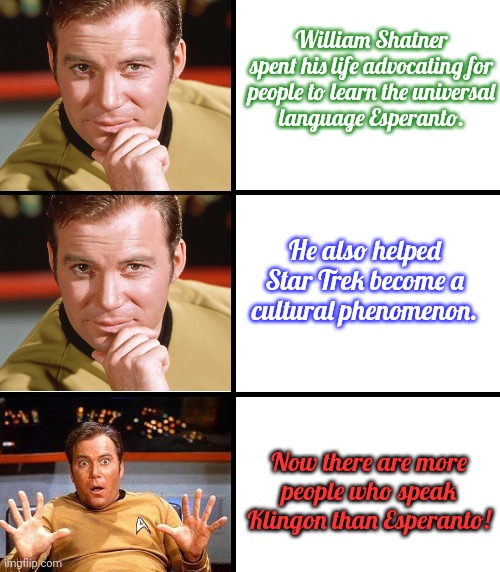 William Shatner
spent his life advocating for
people to learn the universal
language Esperanto.
He also helped
Star Trek become a
cultural phenomenon.
Now there are more
people who speak
Klingon than Esperanto!
imgflip.com